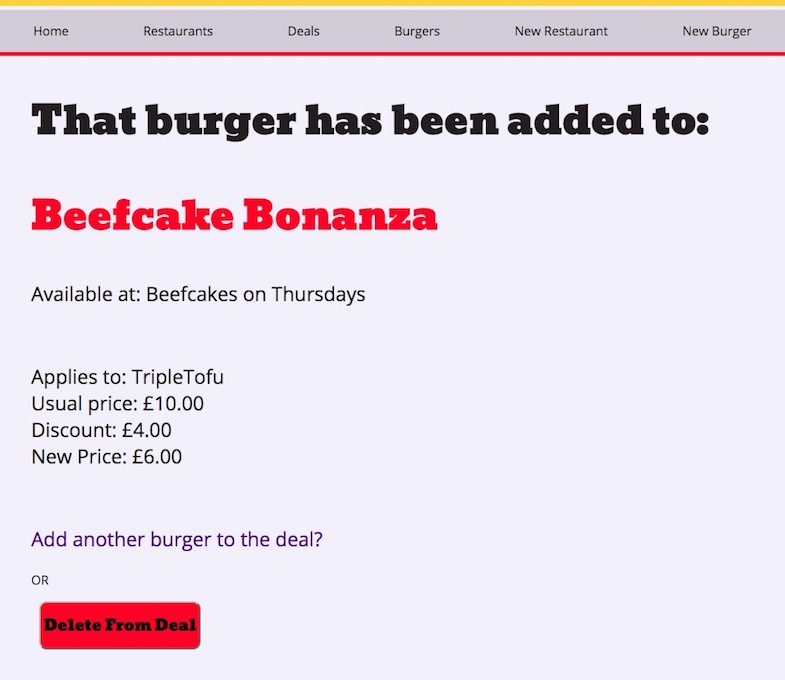 Home Restaurants Deals Burgers New Restaurant New Burger
That burger has been added to:
Beefcake Bonanza
Available at: Beefcakes on Thursdays
Applies to: TripleTofu
Usual price: £10.00
Discount: £4.00
New Price: £6.00
Add another burger to the deal?
OR
Delete From Deal